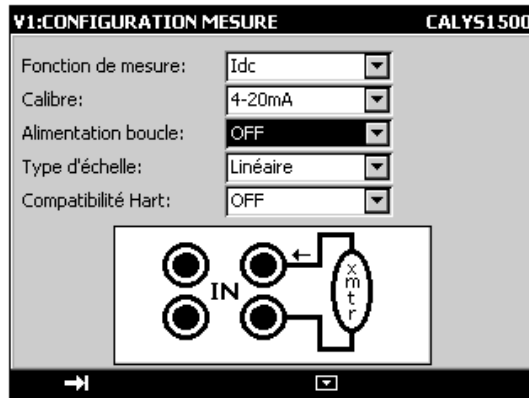 V1:CONFIGURATION MESURE CALYS1500
Fonction de mesure: Idc
Calibre: 4-20mA
Alimentation boucle: OFF
Type d'échelle: Linéaire
Compatibilité Hart: OFF
IN
xmtr